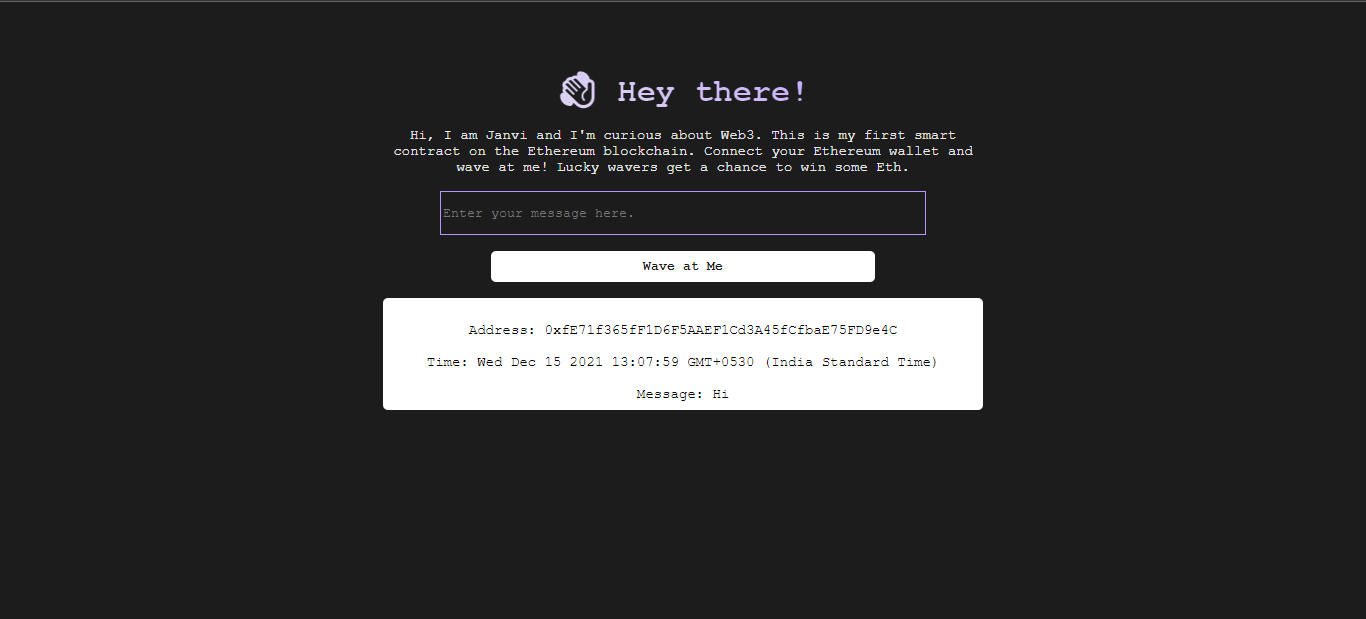 Hey there!
Hi, I am Janvi and I'm curious about Web3. This is my first smart
contract on the Ethereum blockchain. Connect your Ethereum wallet and
wave at me! Lucky wavers get a chance to win some Eth.
Enter your message here.
Wave at Me
Address: 0xfE71f365fF1D6F5AAEF1Cd3A45fCfbaE75FD9e4C
Time: Wed Dec 15 2021 13:07:59 GMT+0530 (India Standard Time)
Message: Hi